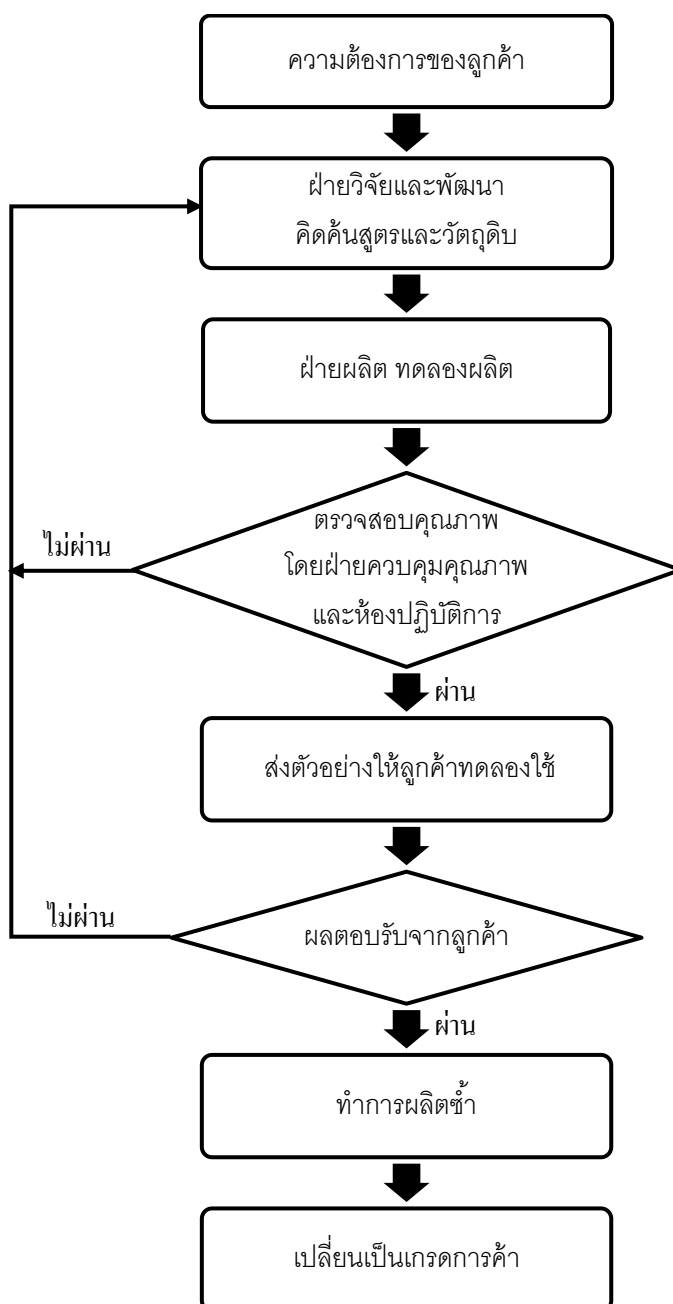 ความต้องการของลูกค้า
ฝ่ายวิจัยและพัฒนา
คิดค้นสูตรและวัตถุดิบ
ฝ่ายผลิต ทดลองผลิต
ตรวจสอบคุณภาพ
โดยฝ่ายควบคุมคุณภาพ
และห้องปฏิบัติการ
ไม่ผ่าน
ผ่าน
ส่งตัวอย่างให้ลูกค้าทดลองใช้
ผลตอบรับจากลูกค้า
ไม่ผ่าน
ผ่าน
ทำการผลิตซ้ำ
เปลี่ยนเป็นเกรดการค้า